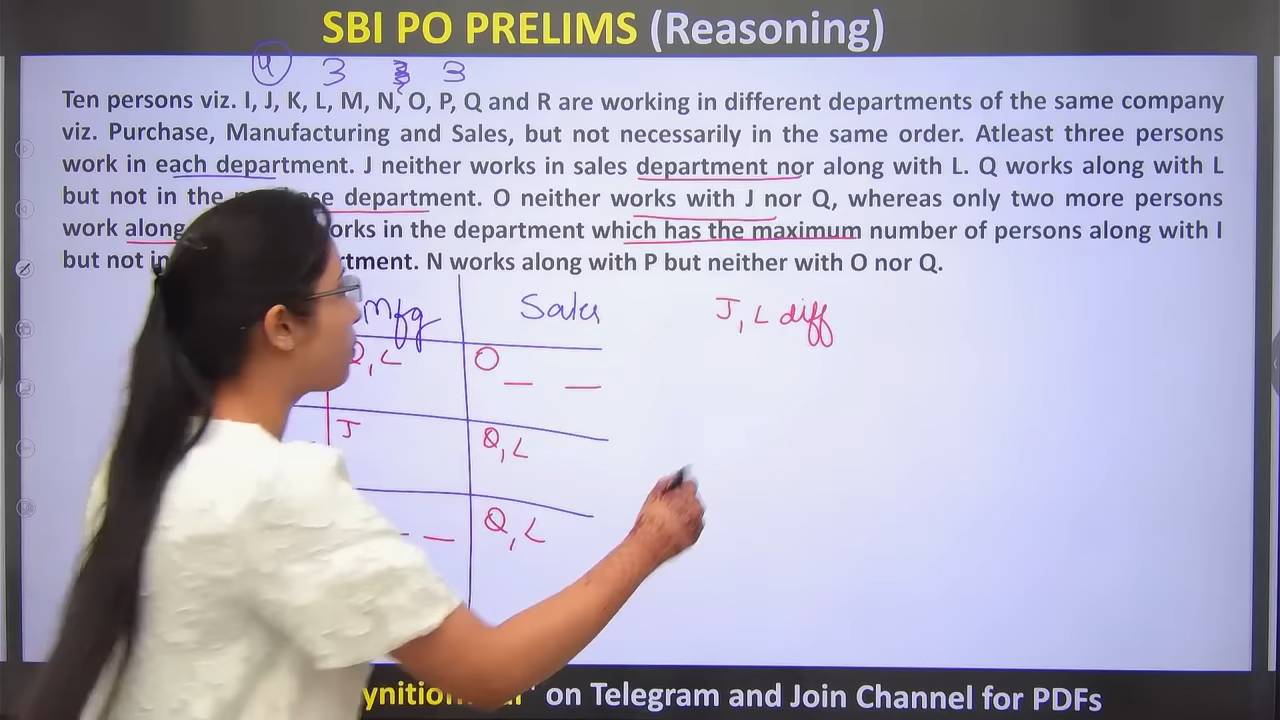 SBI PO PRELIMS (Reasoning)
4 3 3
Ten persons viz. I, J, K, L, M, N, O, P, Q and R are working in different departments of the same company
viz. Purchase, Manufacturing and Sales, but not necessarily in the same order. Atleast three persons
work in each department. J neither works in sales department nor along with L. Q works along with L
but not in the department. O neither works with J nor Q, whereas only two more persons
work in the department which has the maximum number of persons along with I
but not N works along with P but neither with O nor Q.
Mfg Sales J, L diff
Q, L O _ _
J Q, L
_ Q, L
on Telegram and Join Channel for PDFs